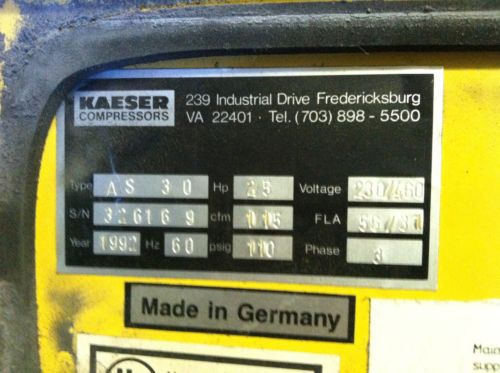 KAESER
COMPRESSORS
239 Industrial Drive Fredericksburg
VA 22401 · Tel. (703) 898 - 5500
Type AS 30 Hp 25 Voltage 230/460
S/N 326169 cfm 115 FLA
Year 1992 Hz 60 psig 110 Phase 3
Made in Germany